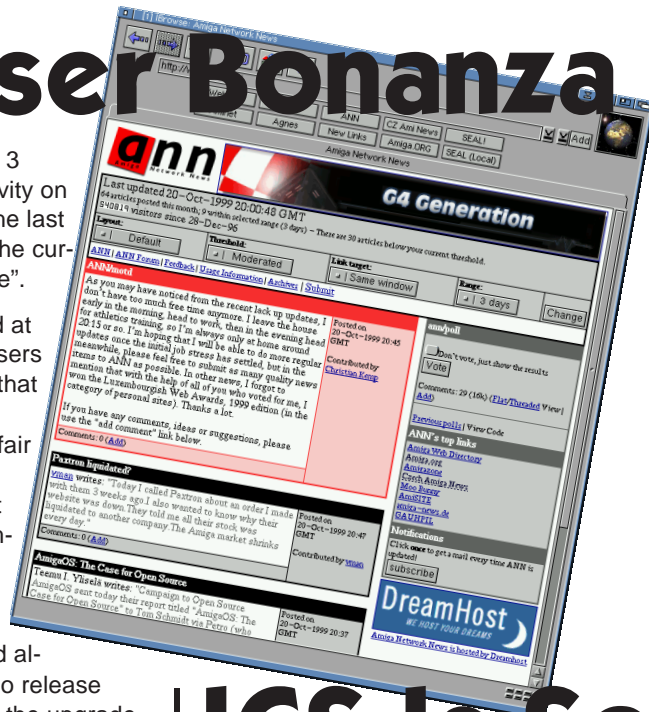 ser Bonanza
3
vity on
he last
he cur-
e".
d at
sers
that
fair
t
n-
d al-
o release
the upgrade
[1] IBrowse: Amiga Network News
http://
Agnes
ANN
New Links
CZ Ami News
Amiga.ORG
SEAL!
SEAL (Local)
Add
Amiga Network News
ann
Amiga Network News
G4 Generation
Last updated 20-Oct-1999 20:00:48 GMT
64 articles posted this month; 9 within selected range (3 days) - There are 30 articles below your current threshold.
840814 visitors since 28-Dec-96
Layout: Threshold: Link target: Range:
Default Moderated Same window 3 days Change
ANN | ANN Forum | Feedback | Usage Information | Archives | Submit
ANN/motd
As you may have noticed from the recent lack up updates, I
don't have too much free time anymore. I leave the house
early in the morning, head to work, then in the evening head
for athletics training, so I'm always only at home around
20:15 or so. I'm hoping that I will be able to do more regular
updates once the initial job stress has settled, but in the
meanwhile, please feel free to submit as many quality news
items to ANN as possible. In other news, I forgot to
mention that with the help of all of you who voted for me, I
won the Luxembourgish Web Awards, 1999 edition (in the
category of personal sites). Thanks a lot.
If you have any comments, ideas or suggestions, please
use the "add comment" link below.
Comments: 0 (Add)
Posted on
20-Oct-1999 20:45
GMT
Contributed by
Christian Kemp
Paxtron liquidated?
vman writes: "Today I called Paxtron about an order I made
with them 3 weeks ago. I also wanted to know why their
website was down. They told me all their stock was
liquidated to another company. The Amiga market shrinks
every day."
Comments: 0 (Add)
Posted on
20-Oct-1999 20:47
GMT
Contributed by vman
AmigaOS: The Case for Open Source
Teemu I. Yliselä writes: "Campaign to Open Source
AmigaOS sent today their report titled "AmigaOS: The
Case for Open Source" to Tom Schmidt via Petro (who
Posted on
20-Oct-1999 20:37
GMT
ann/poll
Don't vote, just show the results
Vote
Comments: 29 (16k) (Flat/Threaded View |
Add)
Previous polls | View Code
ANN's top links
Amiga Web Directory
Amiga.org
Amigazone
Czech Amiga News
Moo Bunny
AmiSITE
amiga-news.de
GAUHPIL
Notifications
Click once to get a mail every time ANN is
updated!
subscribe
DreamHost
WE HOST YOUR DREAMS
Amiga Network News is hosted by Dreamhost